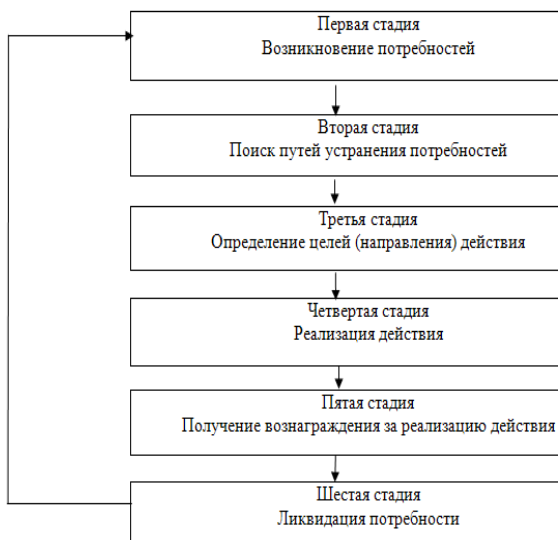 Первая стадия
Возникновение потребностей
Вторая стадия
Поиск путей устранения потребностей
Третья стадия
Определение целей (направления) действия
Четвертая стадия
Реализация действия
Пятая стадия
Получение вознаграждения за реализацию действия
Шестая стадия
Ликвидация потребности